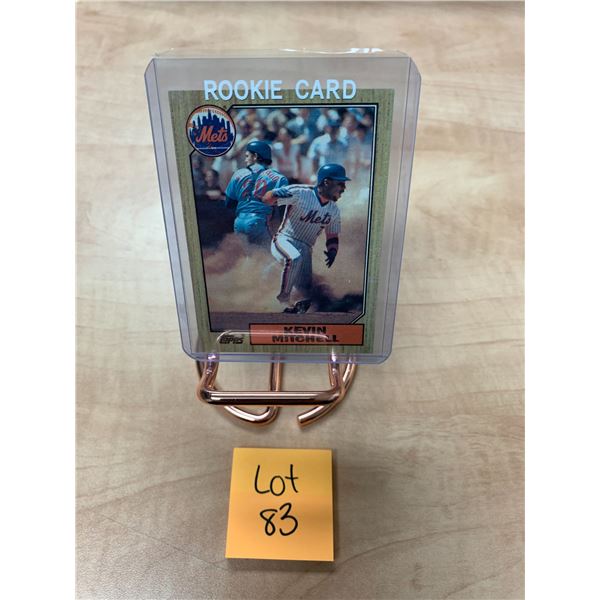 ROOKIE CARD
Mets
Mets
Topps
KEVIN
MITCHELL
Lot
83